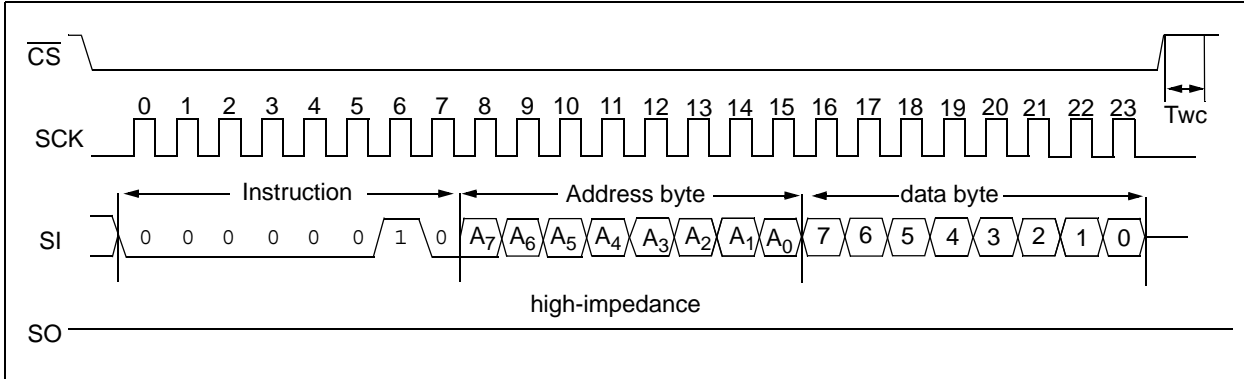 CS
0 1 2 3 4 5 6 7 8 9 10 11 12 13 14 15 16 17 18 19 20 21 22 23
Twc
SCK
Instruction Address byte data byte
SI 0 0 0 0 0 0 1 0 A7 A6 A5 A4 A3 A2 A1 A0 7 6 5 4 3 2 1 0
high-impedance
SO